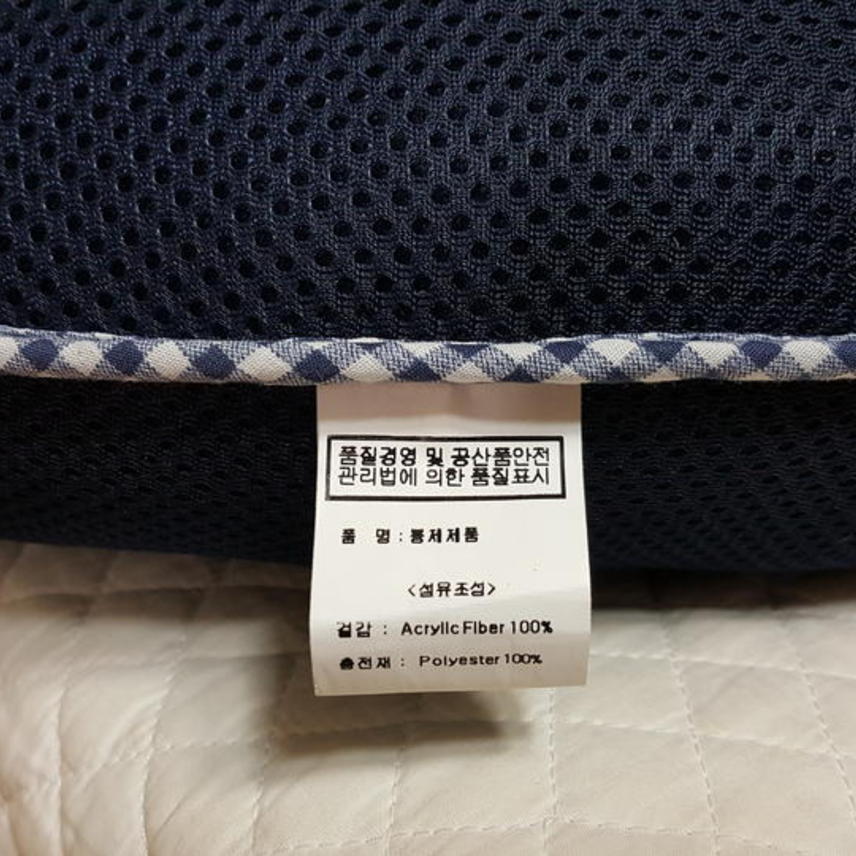 품질경영 및 공산품안전
관리법에 의한 품질표시
품 명 : 봉제제품
<섬유조성>
겉감 : Acrylic Fiber 100%
충전재 : Polyester 100%